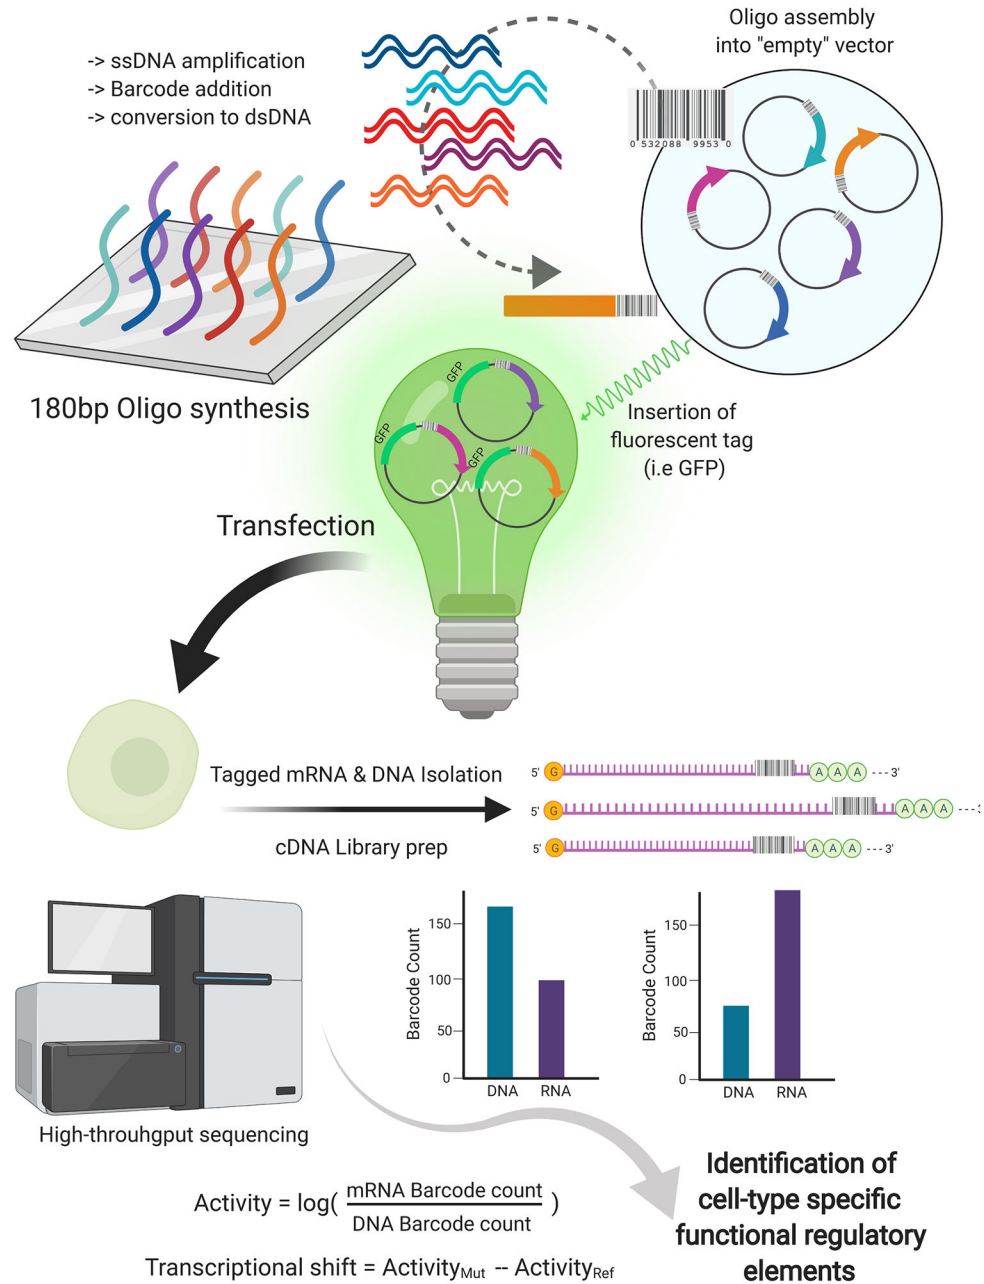 Oligo assembly
into "empty" vector
-> ssDNA amplification
-> Barcode addition
-> conversion to dsDNA
0 532088 9953 0
180bp Oligo synthesis
GFP
GFP
GFP
Insertion of
fluorescent tag
(i.e GFP)
Transfection
Tagged mRNA & DNA Isolation
cDNA Library prep
5' G A A A ---3'
5' G A A A ---:
5' G A A A ---3'
Barcode Count
150
100
50
0
DNA RNA
Barcode Count
150
100
50
0
DNA RNA
High-throuhgput sequencing
Identification of
cell-type specific
functional regulatory
elements
Activity = log( mRNA Barcode count / DNA Barcode count )
Transcriptional shift = ActivityMut -- ActivityRef